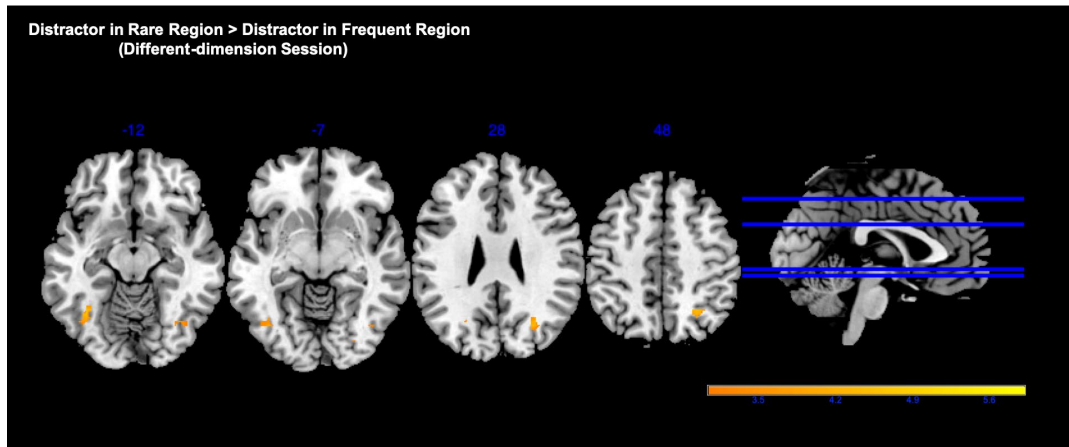 Distractor in Rare Region > Distractor in Frequent Region
(Different-dimension Session)
-12 -7 28 48
3.5 4.2 4.9 5.6